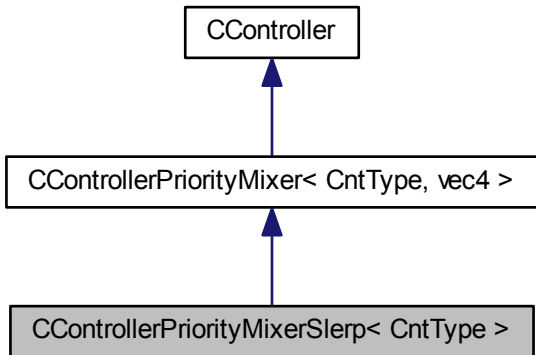 CController
CControllerPriorityMixer< CntType, vec4 >
CControllerPriorityMixerSlerp< CntType >